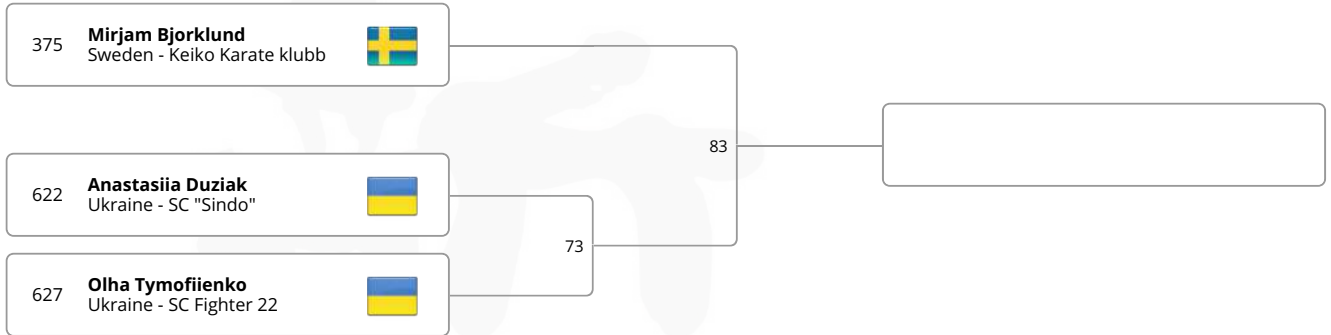 375
Mirjam Bjorklund
Sweden - Keiko Karate klubb
83
622
Anastasiia Duziak
Ukraine - SC "Sindo"
73
627
Olha Tymofiienko
Ukraine - SC Fighter 22